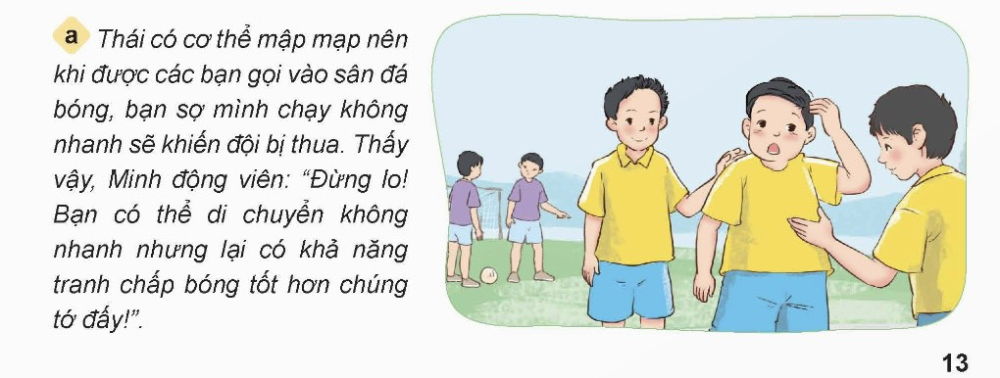 a Thái có cơ thể mập mạp nên
khi được các bạn gọi vào sân đá
bóng, bạn sợ mình chạy không
nhanh sẽ khiến đội bị thua. Thấy
vậy, Minh động viên: “Đừng lo!
Bạn có thể di chuyển không
nhanh nhưng lại có khả năng
tranh chấp bóng tốt hơn chúng
tớ đấy!”.
13